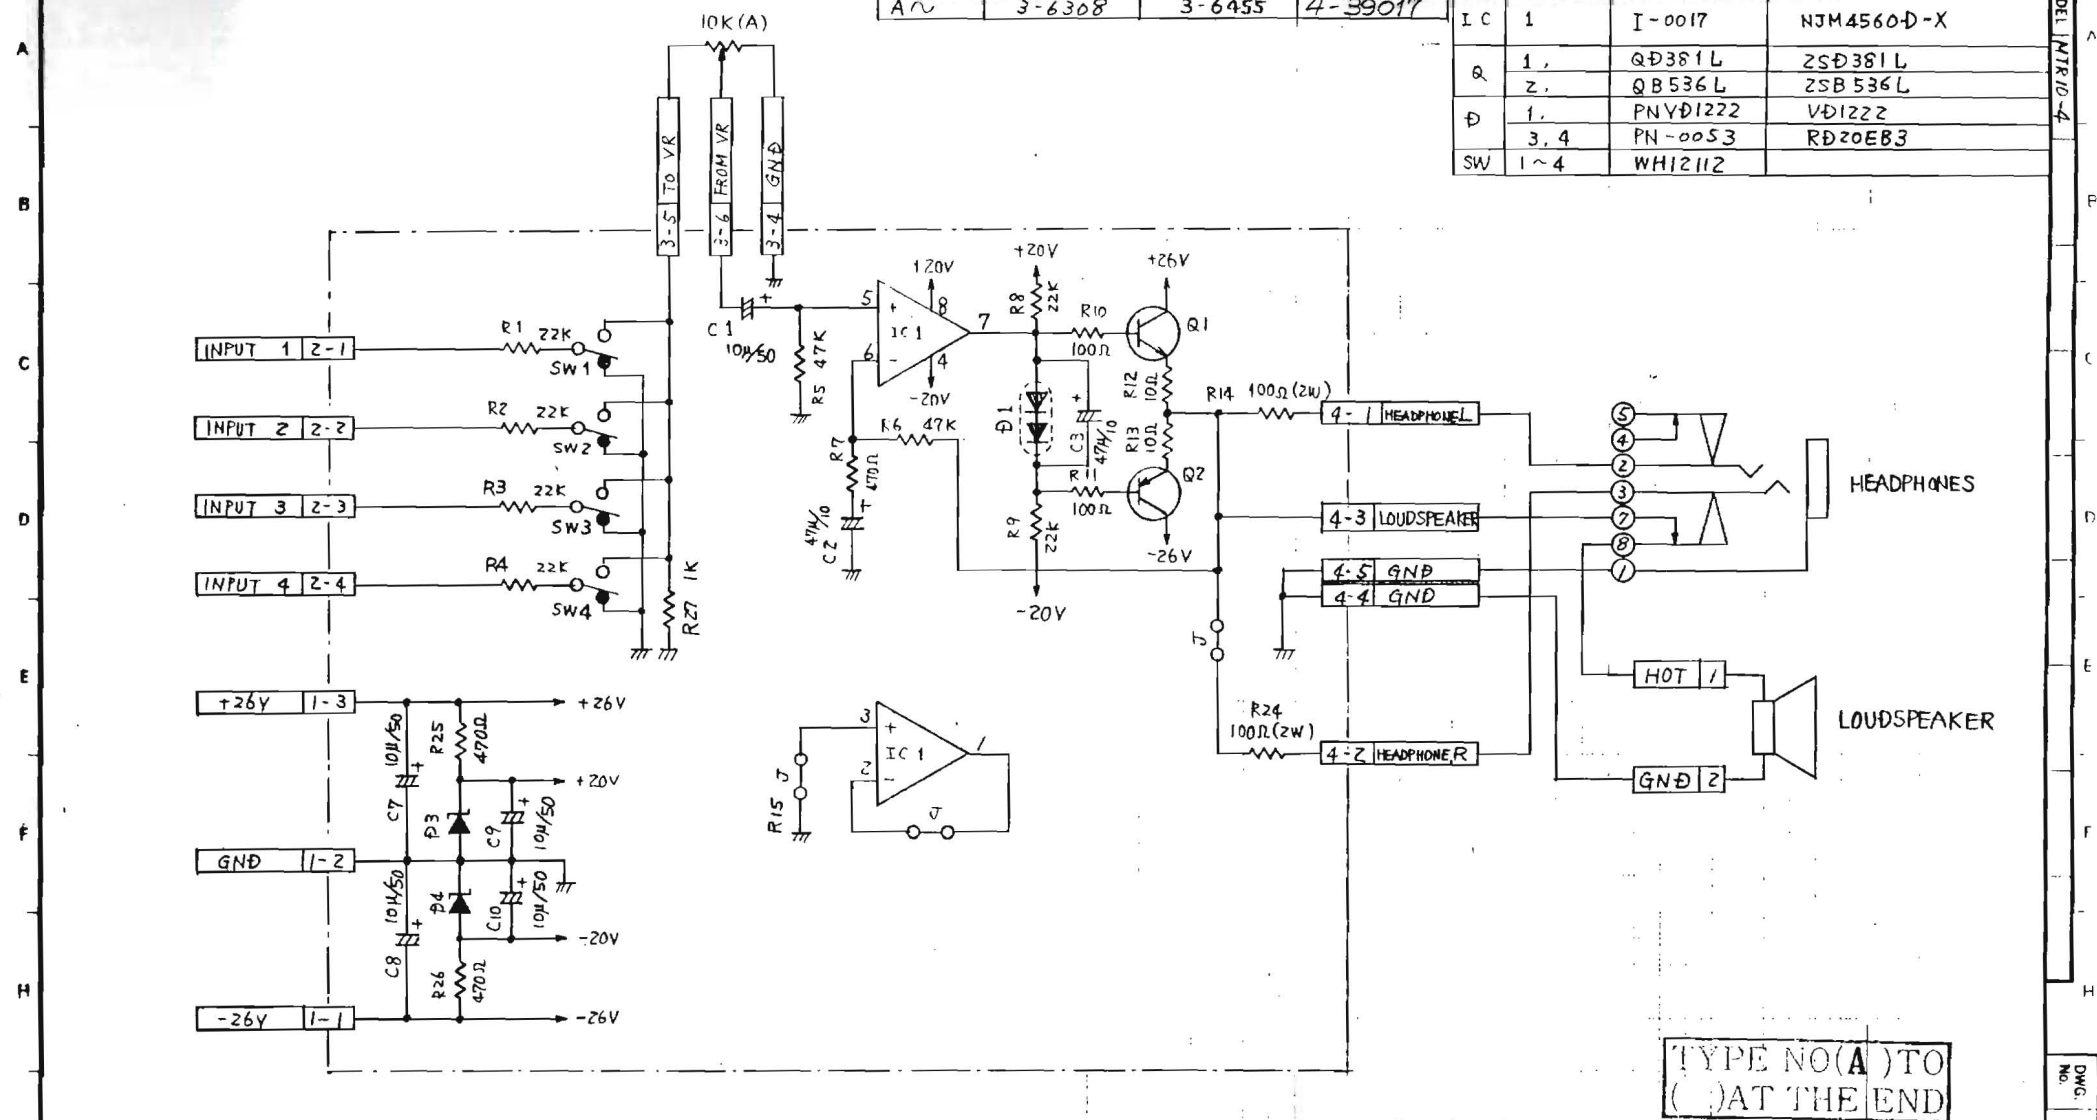 A~ 3-6308 3-6455 4-39017
IC 1 I-0017 NJM4560D-X
Q 1, QD381L 2SD381L
2, QB536L 2SB536L
D 1. PNVD1222 VD1222
3,4 PN-0053 RD20EB3
SW 1~4 WH12112
DEL MTR10-4
A
B
C
D
E
F
H
A
C
D
E
F
H
10K(A)
3-5 TO VR
3-6 FROM VR
3-4 GND
INPUT 1 2-1
R1 22K
SW1
INPUT 2 2-2
R2 22K
SW2
INPUT 3 2-3
R3 22K
SW3
INPUT 4 2-4
R4 22K
SW4
R27 1K
C1 10μ/50
R5 47K
5 +
6 -
IC1
8
4
7
+20V
-20V
R6 47K
R7 470Ω
C2 47μ/10
+
+20V
R8 22K
D1
C3 47μ/10
+
R9 22K
-20V
R10 100Ω
R11 100Ω
+26V
Q1
R12 10Ω
R13 10Ω
Q2
-26V
R14 100Ω(2W)
4-1 HEADPHONE L
4-3 LOUDSPEAKER
4-5 GND
4-4 GND
J
R24 100Ω(2W)
4-2 HEADPHONE R
5
4
2
3
7
8
1
HEADPHONES
HOT 1
GND 2
LOUDSPEAKER
+26V 1-3
+26V
C7 10μ/50
+
R25 470Ω
+20V
D3
C9 10μ/50
+
GND 1-2
C8 10μ/50
+
D4
C10 10μ/50
+
-20V
R26 470Ω
-26V 1-1
-26V
3 +
2 -
IC1
1
J
R15
J
TYPE NO(A)TO
( )AT THE END
DWG.
No.